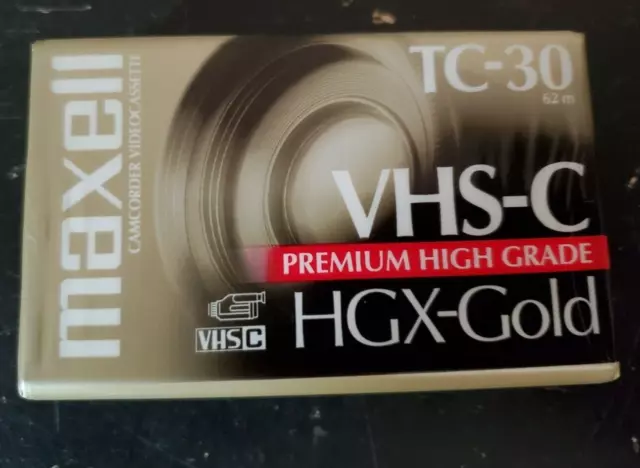 maxell
CAMCORDER VIDEOCASSETTE
TC-30
62 m
VHS-C
PREMIUM HIGH GRADE
HGX-Gold
VHS C